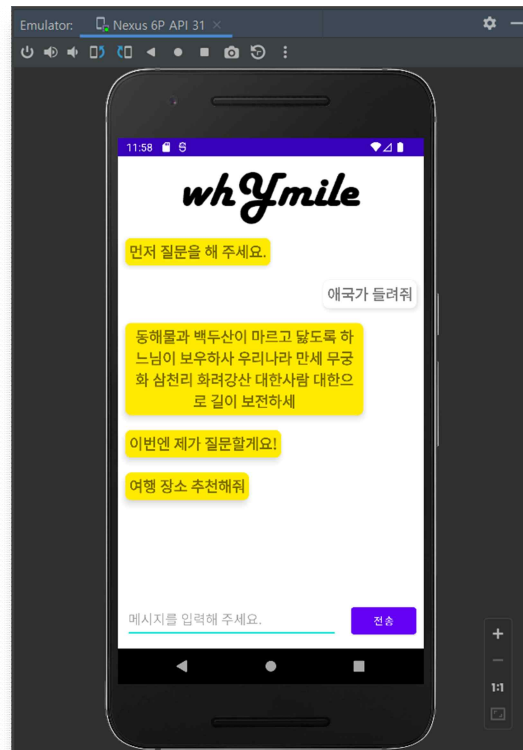 Emulator: Nexus 6P API 31
11:58
whYmile
먼저 질문을 해 주세요.
애국가 들려줘
동해물과 백두산이 마르고 닳도록 하
느님이 보우하사 우리나라 만세 무궁
화 삼천리 화려강산 대한사람 대한으
로 길이 보전하세
이번엔 제가 질문할게요!
여행 장소 추천해줘
메시지를 입력해 주세요.
전송
1:1